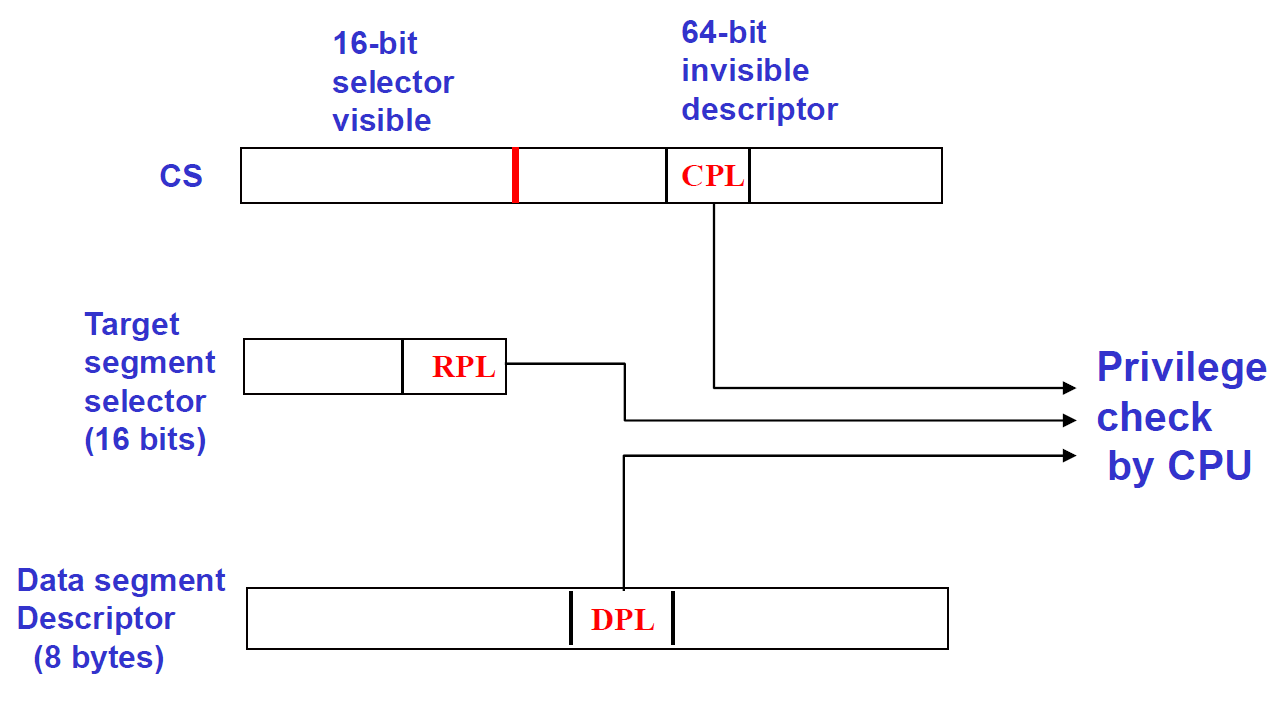 16-bit
selector
visible
64-bit
invisible
descriptor
CS
CPL
Target
segment
selector
(16 bits)
RPL
Privilege
check
by CPU
Data segment
Descriptor
(8 bytes)
DPL